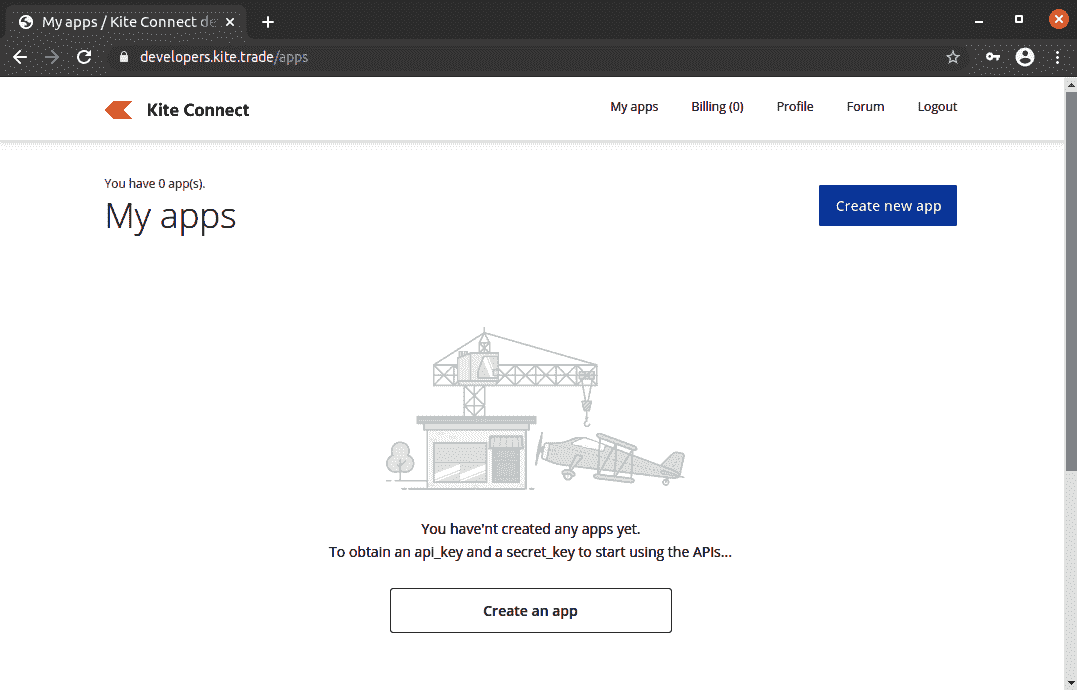 My apps / Kite Connect de
developers.kite.trade/apps
Kite Connect
My apps
Billing (0)
Profile
Forum
Logout
You have 0 app(s).
My apps
Create new app
You have'nt created any apps yet.
To obtain an api_key and a secret_key to start using the APIs...
Create an app